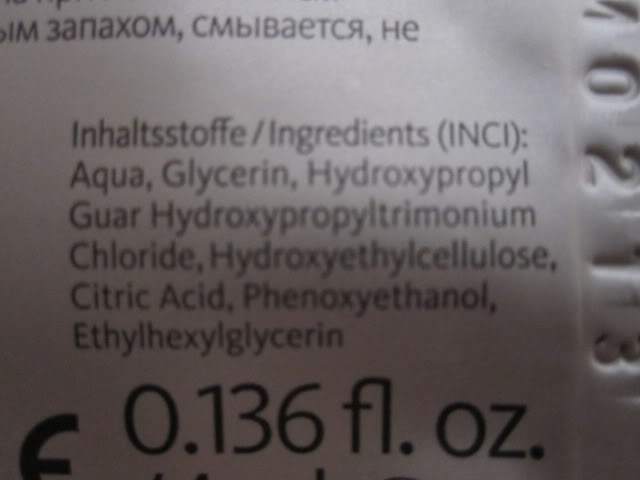 ым запахом, смывается, не
Inhaltsstoffe / Ingredients (INCI):
Aqua, Glycerin, Hydroxypropyl
Guar Hydroxypropyltrimonium
Chloride, Hydroxyethylcellulose,
Citric Acid, Phenoxyethanol,
Ethylhexylglycerin
0.136 fl. oz.